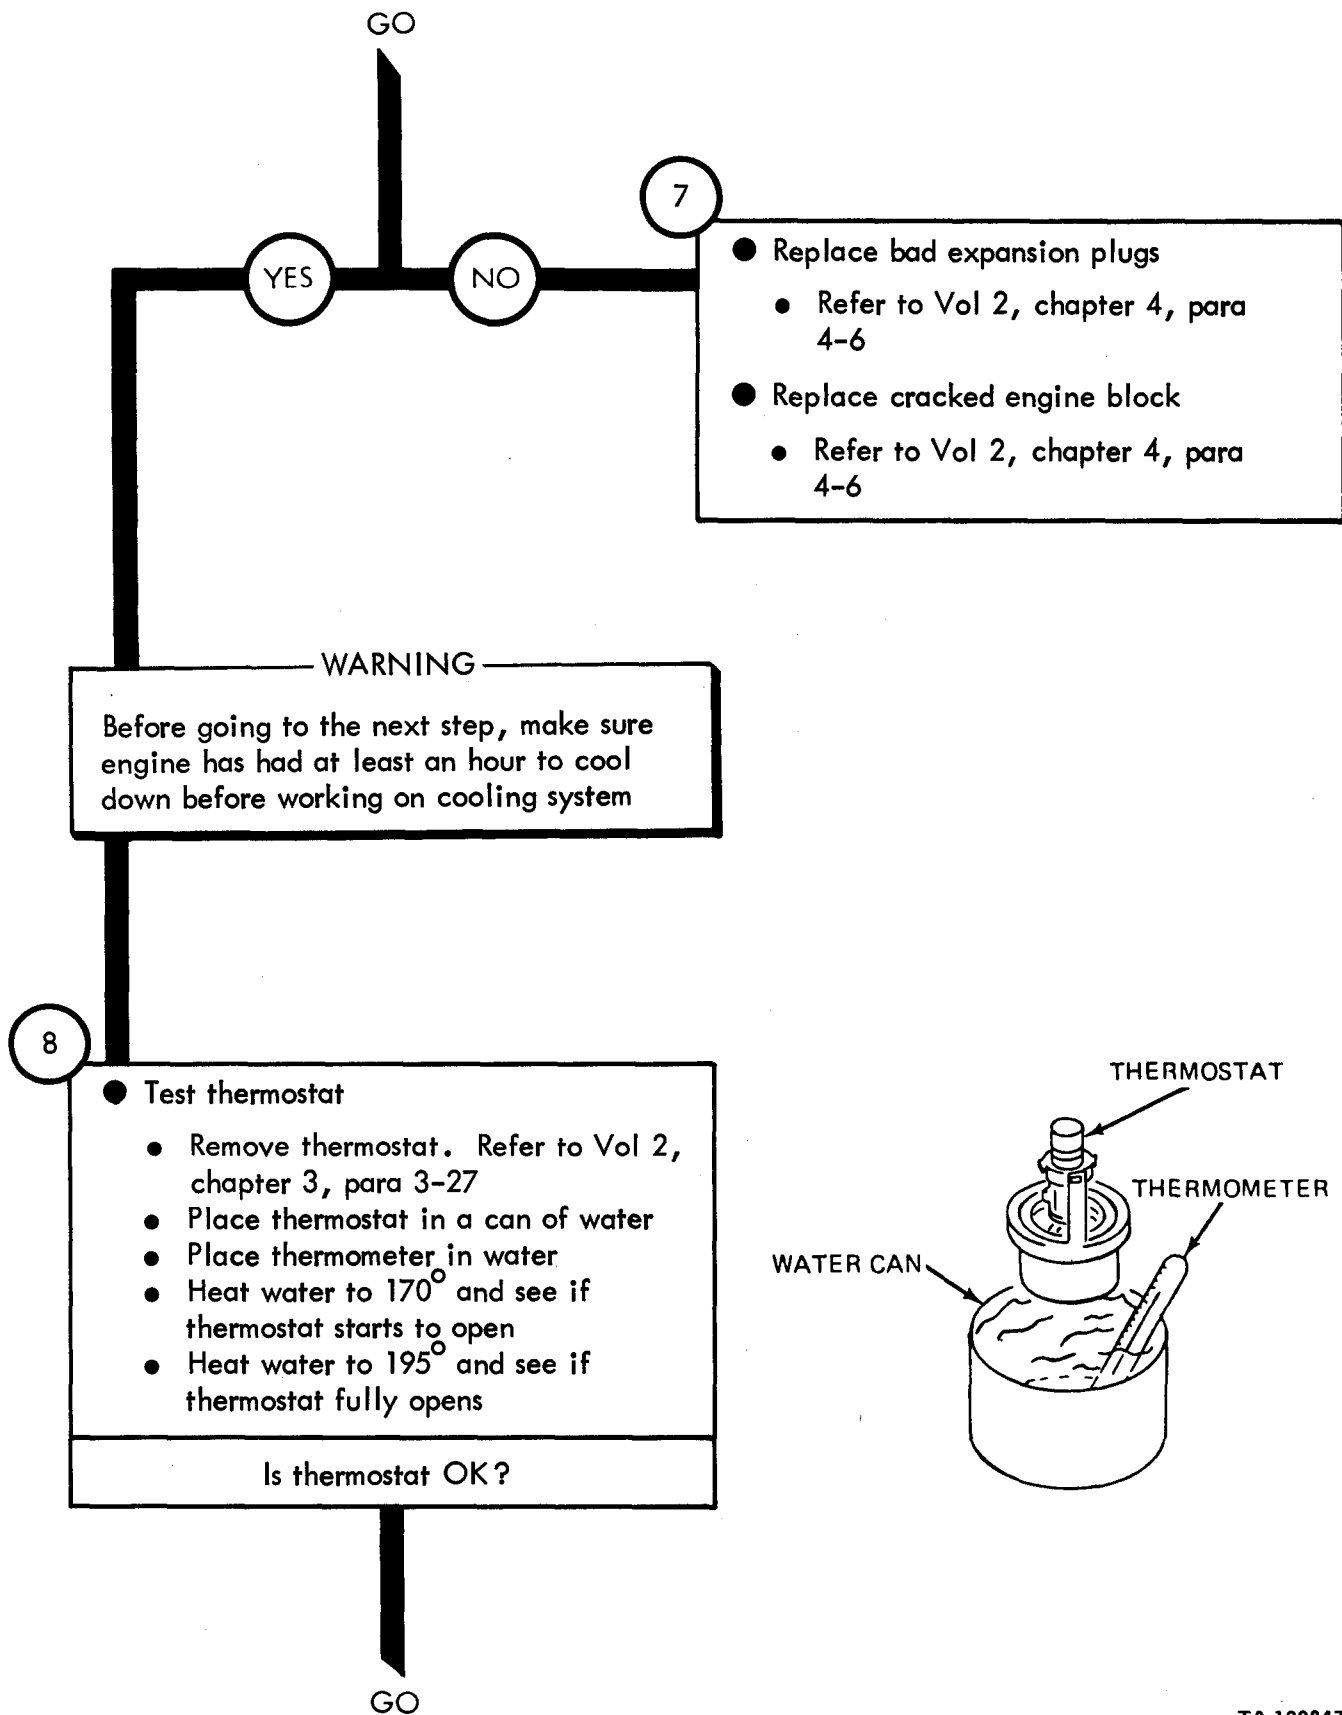 GO
YES
NO
7
● Replace bad expansion plugs
● Refer to Vol 2, chapter 4, para
4-6
● Replace cracked engine block
● Refer to Vol 2, chapter 4, para
4-6
WARNING
Before going to the next step, make sure
engine has had at least an hour to cool
down before working on cooling system
8
● Test thermostat
● Remove thermostat. Refer to Vol 2,
chapter 3, para 3-27
● Place thermostat in a can of water
● Place thermometer in water
● Heat water to 170° and see if
thermostat starts to open
● Heat water to 195° and see if
thermostat fully opens
Is thermostat OK?
THERMOSTAT
THERMOMETER
WATER CAN
GO